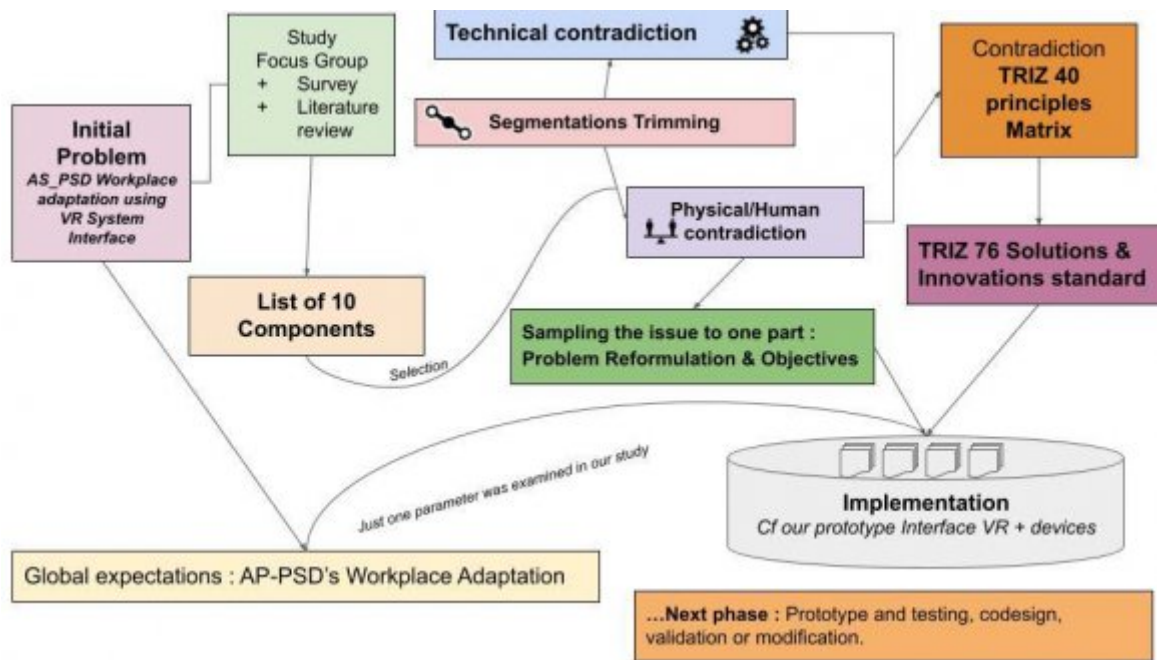 Study
Focus Group
+ Survey
+ Literature
review
Technical contradiction
Contradiction
TRIZ 40
principles
Matrix
Initial
Problem
AS_PSD Workplace
adaptation using
VR System
Interface
Segmentations Trimming
Physical/Human
contradiction
TRIZ 76 Solutions &
Innovations standard
List of 10
Components
Selection
Sampling the issue to one part :
Problem Reformulation & Objectives
Just one parameter was examined in our study
Implementation
Cf our prototype Interface VR + devices
Global expectations : AP-PSD's Workplace Adaptation
...Next phase : Prototype and testing, codesign,
validation or modification.